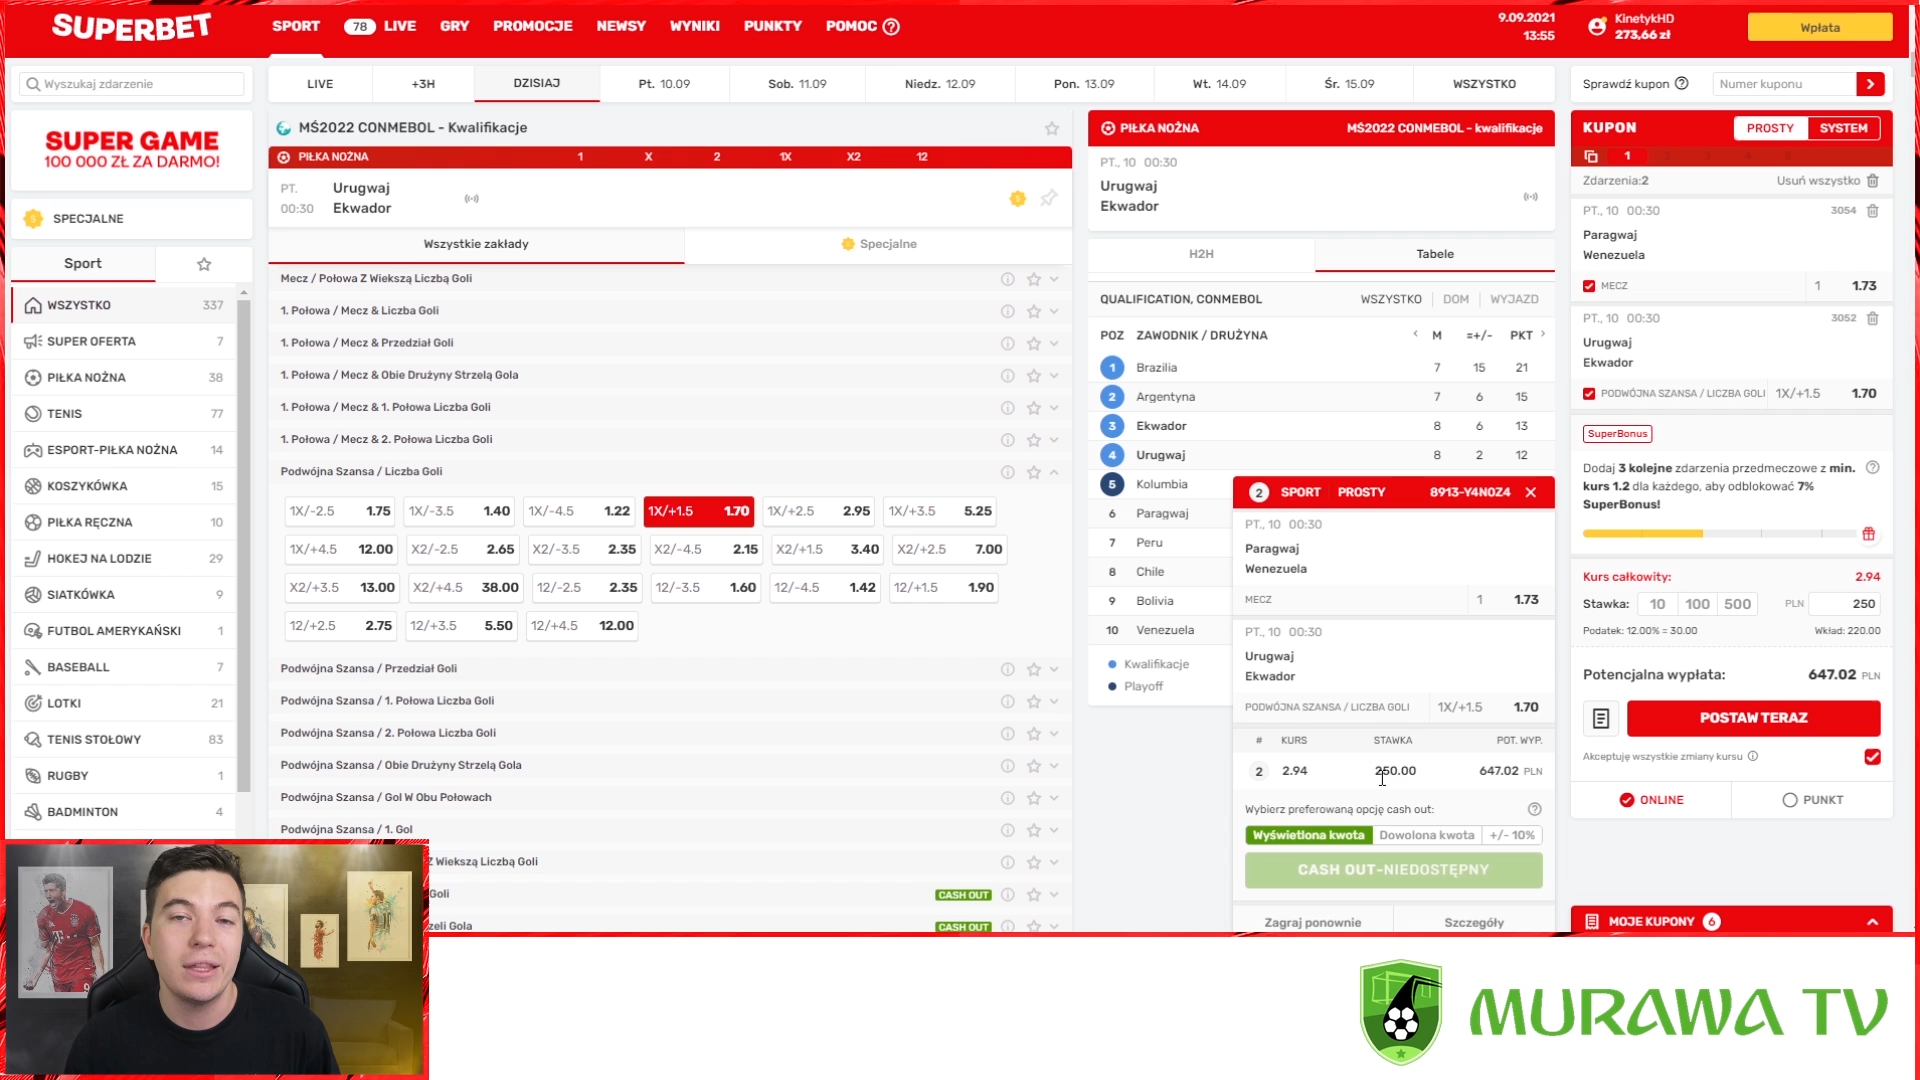 SUPERBET
SPORT
78 LIVE
GRY
PROMOCJE
NEWSY
WYNIKI
PUNKTY
POMOC
9.09.2021
13:55
KinetykHD
273,66 zł
Wpłata
Wyszukaj zdarzenie
LIVE
+3H
DZISIAJ
Pt. 10.09
Sob. 11.09
Niedz. 12.09
Pon. 13.09
Wt. 14.09
Śr. 15.09
WSZYSTKO
Sprawdź kupon
Numer kuponu
SUPER GAME
100 000 ZŁ ZA DARMO!
SPECJALNE
Sport
WSZYSTKO 337
SUPER OFERTA 7
PIŁKA NOŻNA 38
TENIS 77
ESPORT-PIŁKA NOŻNA 14
KOSZYKÓWKA 15
PIŁKA RĘCZNA 10
HOKEJ NA LODZIE 29
SIATKÓWKA 9
FUTBOL AMERYKAŃSKI 1
BASEBALL 7
LOTKI 21
TENIS STOŁOWY 83
RUGBY 1
BADMINTON 4
MŚ2022 CONMEBOL - Kwalifikacje
PIŁKA NOŻNA 1 X 2 1X X2 12
PT. Urugwaj
00:30 Ekwador
Wszystkie zakłady
Specjalne
Mecz / Połowa Z Wiekszą Liczbą Goli
1. Połowa / Mecz & Liczba Goli
1. Połowa / Mecz & Przedział Goli
1. Połowa / Mecz & Obie Drużyny Strzelą Gola
1. Połowa / Mecz & 1. Połowa Liczba Goli
1. Połowa / Mecz & 2. Połowa Liczba Goli
Podwójna Szansa / Liczba Goli
1X/-2.5 1.75 1X/-3.5 1.40 1X/-4.5 1.22 1X/+1.5 1.70 1X/+2.5 2.95 1X/+3.5 5.25
1X/+4.5 12.00 X2/-2.5 2.65 X2/-3.5 2.35 X2/-4.5 2.15 X2/+1.5 3.40 X2/+2.5 7.00
X2/+3.5 13.00 X2/+4.5 38.00 12/-2.5 2.35 12/-3.5 1.60 12/-4.5 1.42 12/+1.5 1.90
12/+2.5 2.75 12/+3.5 5.50 12/+4.5 12.00
Podwójna Szansa / Przedział Goli
Podwójna Szansa / 1. Połowa Liczba Goli
Podwójna Szansa / 2. Połowa Liczba Goli
Podwójna Szansa / Obie Drużyny Strzelą Gola
Podwójna Szansa / Gol W Obu Połowach
Podwójna Szansa / 1. Gol
Z Wiekszą Liczbą Goli
Goli CASH OUT
zeli Gola CASH OUT
PIŁKA NOŻNA MŚ2022 CONMEBOL - kwalifikacje
PT., 10 00:30
Urugwaj
Ekwador
H2H
Tabele
QUALIFICATION, CONMEBOL WSZYSTKO DOM WYJAZD
POZ ZAWODNIK / DRUŻYNA M =+/- PKT
1 Brazilia 7 15 21
2 Argentyna 7 6 15
3 Ekwador 8 6 13
4 Urugwaj 8 2 12
5 Kolumbia
6 Paragwaj
7 Peru
8 Chile
9 Bolivia
10 Venezuela
Kwalifikacje
Playoff
2 SPORT PROSTY 8913-Y4N0Z4
PT., 10 00:30
Paragwaj
Wenezuela
MECZ 1 1.73
PT., 10 00:30
Urugwaj
Ekwador
PODWÓJNA SZANSA / LICZBA GOLI 1X/+1.5 1.70
# KURS STAWKA POT. WYP.
2 2.94 250.00 647.02 PLN
Wybierz preferowaną opcję cash out:
Wyświetlona kwota Dowolona kwota +/- 10%
CASH OUT-NIEDOSTĘPNY
Zagraj ponownie Szczegóły
KUPON PROSTY SYSTEM
1
Zdarzenia:2 Usuń wszystko
PT., 10 00:30 3054
Paragwaj
Wenezuela
MECZ 1 1.73
PT., 10 00:30 3052
Urugwaj
Ekwador
PODWÓJNA SZANSA / LICZBA GOLI 1X/+1.5 1.70
SuperBonus
Dodaj 3 kolejne zdarzenia przedmeczowe z min.
kurs 1.2 dla każdego, aby odblokować 7%
SuperBonus!
Kurs całkowity: 2.94
Stawka: 10 100 500 PLN 250
Podatek: 12.00% = 30.00 Wkład: 220.00
Potencjalna wypłata: 647.02 PLN
POSTAW TERAZ
Akceptuję wszystkie zmiany kursu
ONLINE PUNKT
MOJE KUPONY 6
MURAWA TV